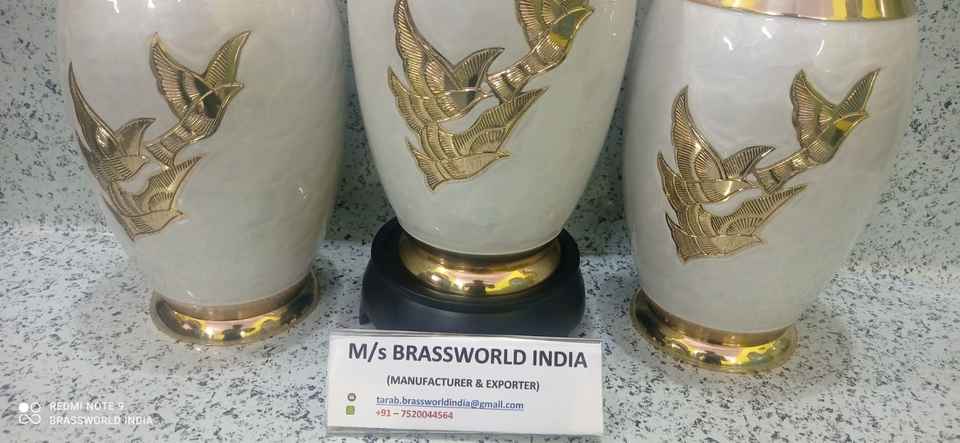 M/s BRASSWORLD INDIA
(MANUFACTURER & EXPORTER)
tarab.brassworldindia@gmail.com
+91 – 7520044564
REDMI NOTE 9
BRASSWORLD INDIA